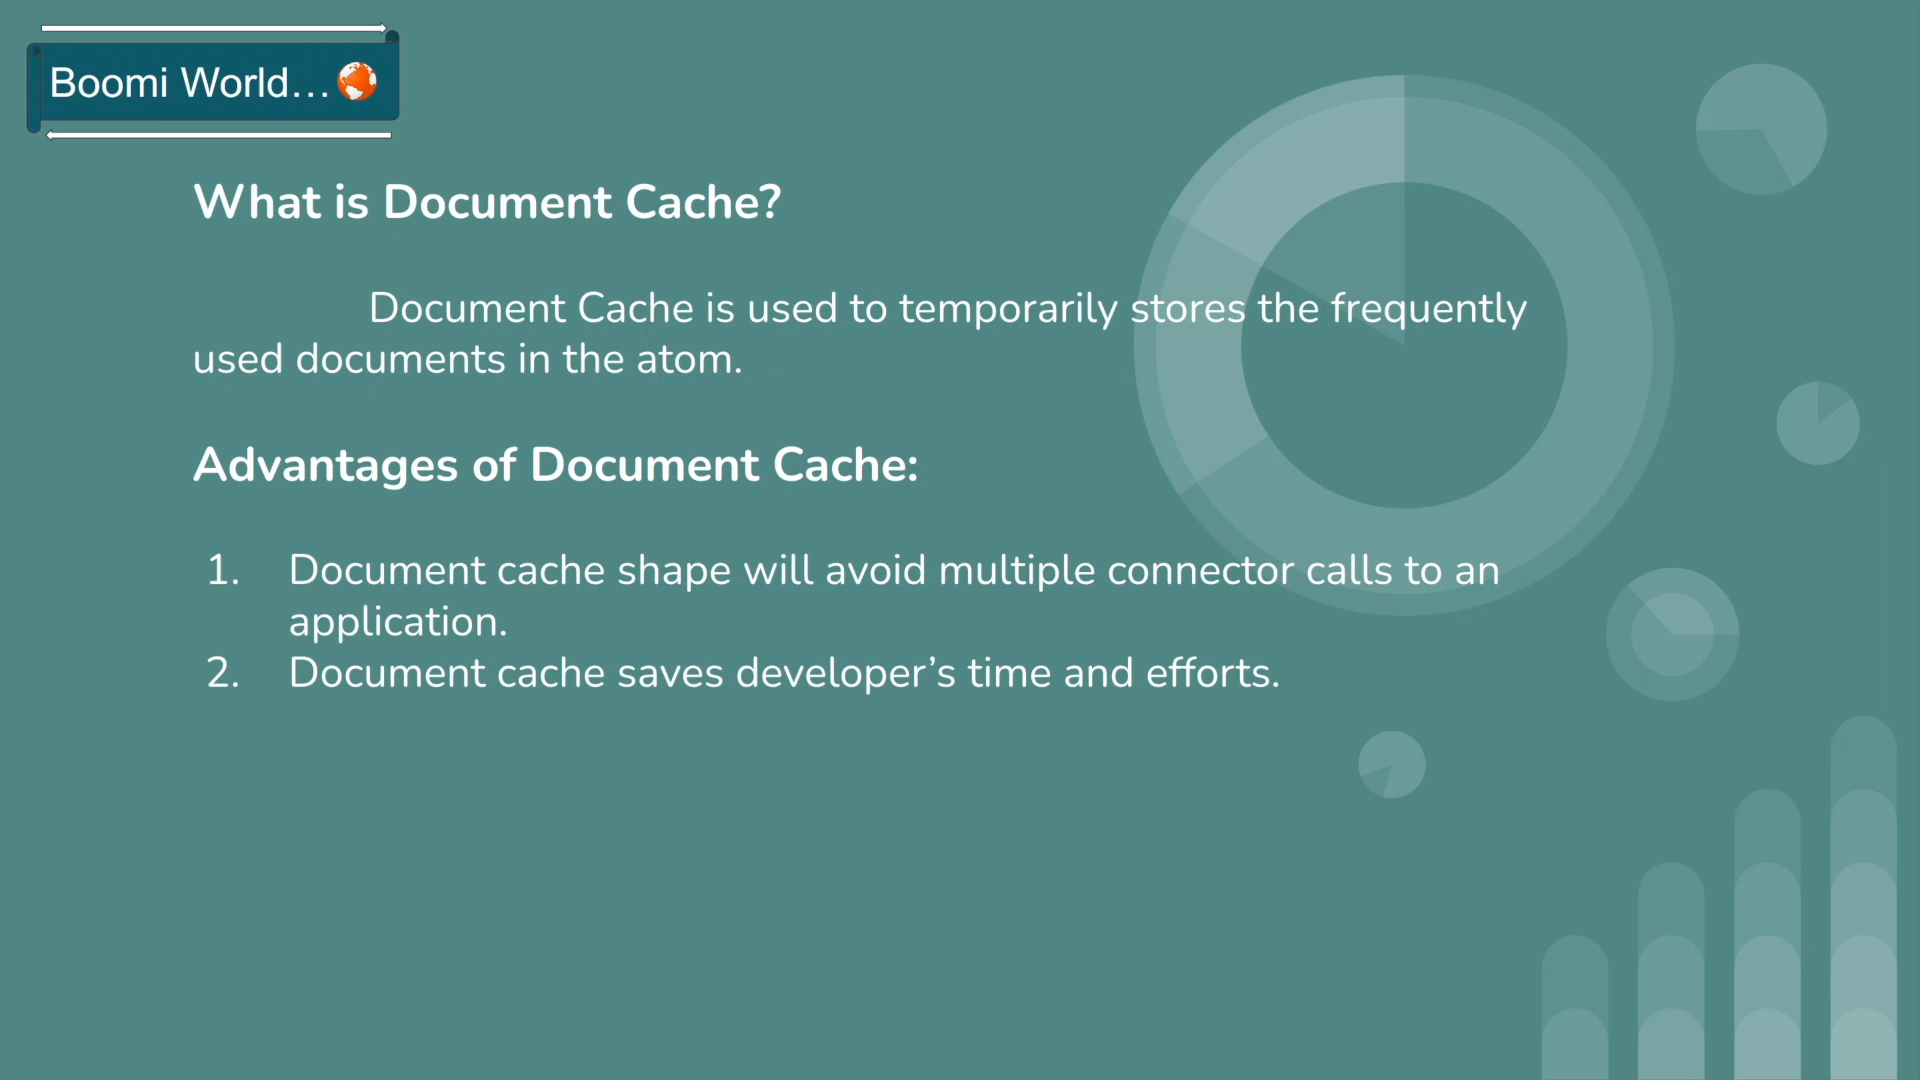 Boomi World...
What is Document Cache?
Document Cache is used to temporarily stores the frequently
used documents in the atom.
Advantages of Document Cache:
1. Document cache shape will avoid multiple connector calls to an
application.
2. Document cache saves developer’s time and efforts.